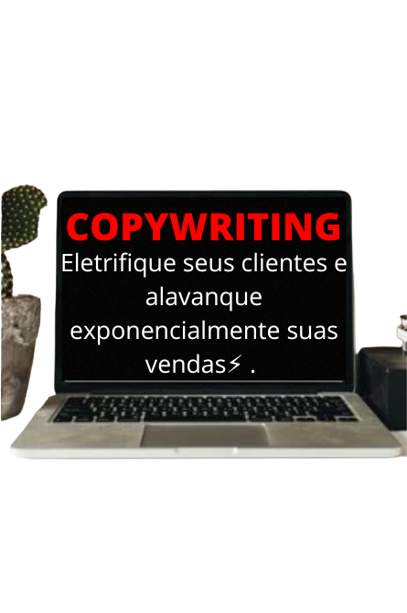 COPYWRITING
Eletrifique seus clientes e
alavanque
exponencialmente suas
vendas⚡ .